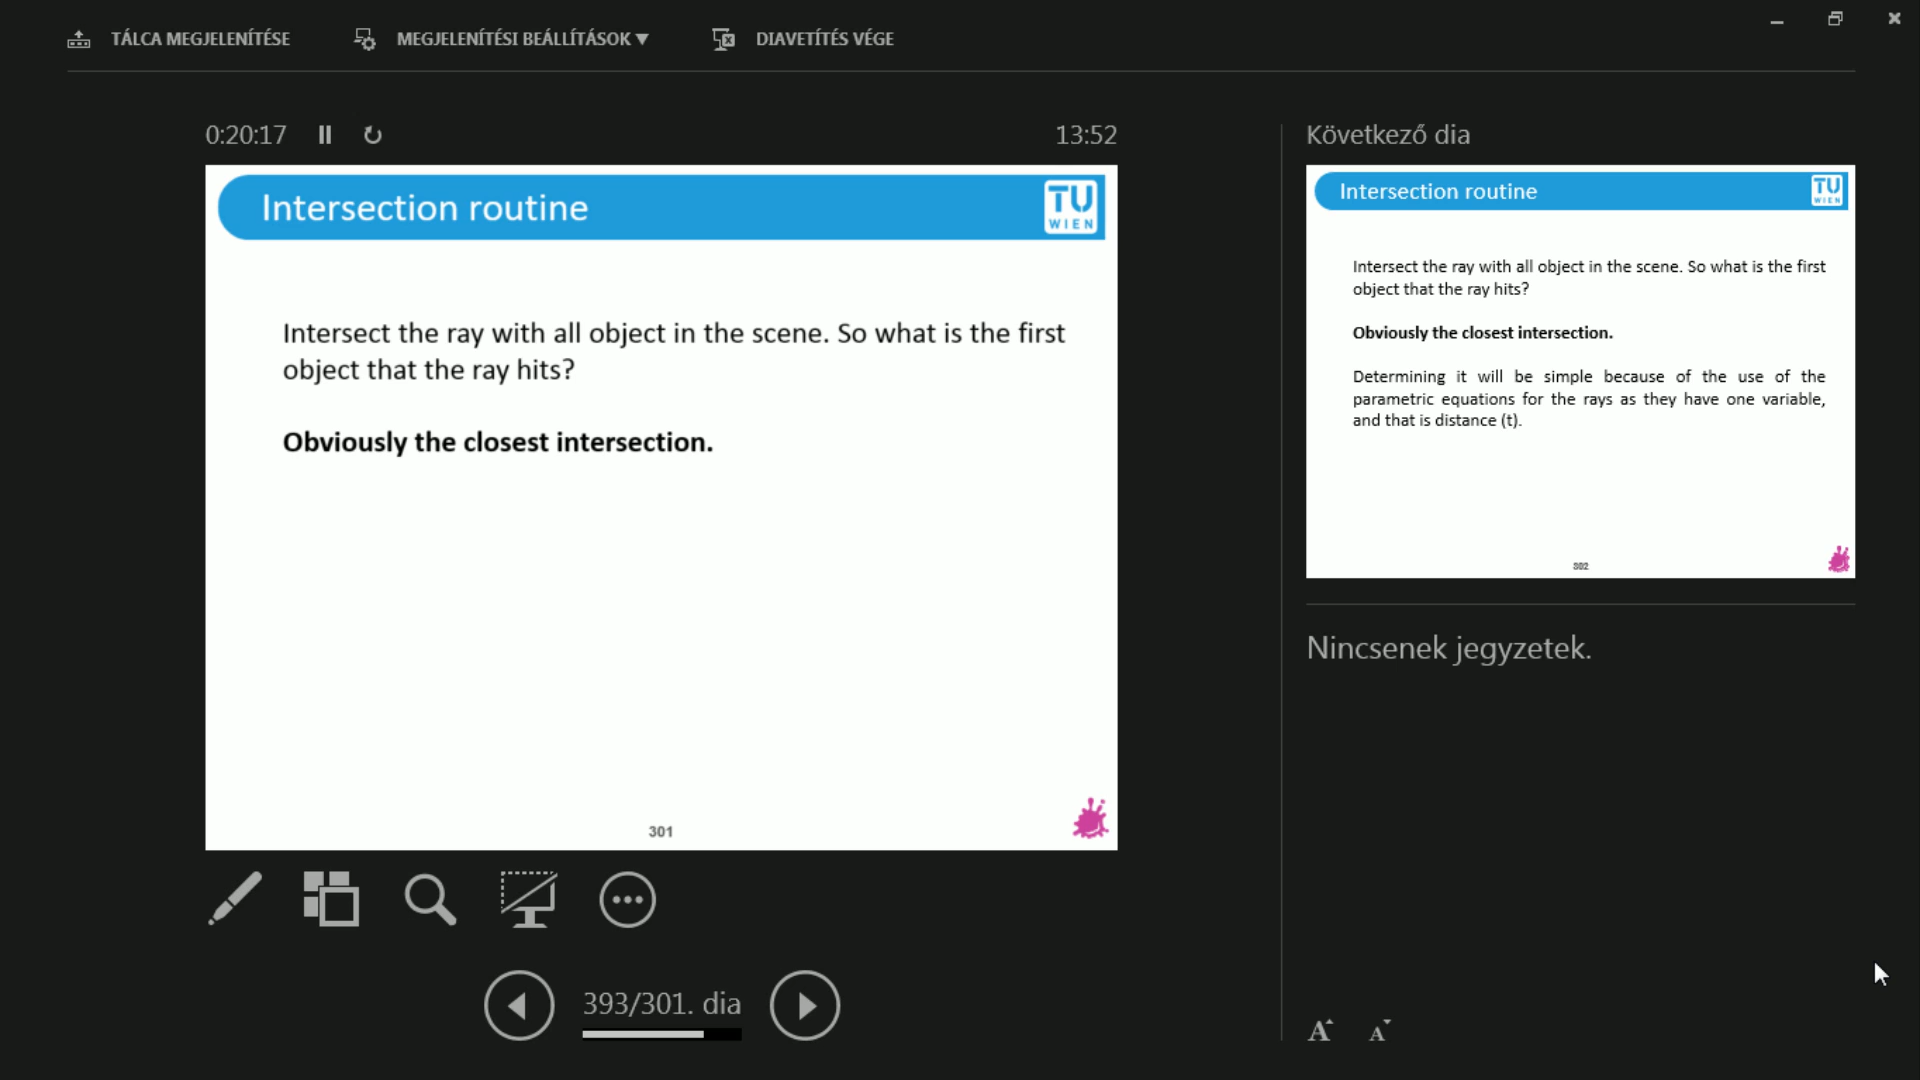 TÁLCA MEGJELENÍTÉSE
MEGJELENÍTÉSI BEÁLLÍTÁSOK
DIAVETÍTÉS VÉGE
0:20:17
13:52
Intersection routine
TU
WIEN
Intersect the ray with all object in the scene. So what is the first
object that the ray hits?
Obviously the closest intersection.
301
393/301. dia
Következő dia
Intersection routine
TU
WIEN
Intersect the ray with all object in the scene. So what is the first
object that the ray hits?
Obviously the closest intersection.
Determining it will be simple because of the use of the
parametric equations for the rays as they have one variable,
and that is distance (t).
302
Nincsenek jegyzetek.
A A